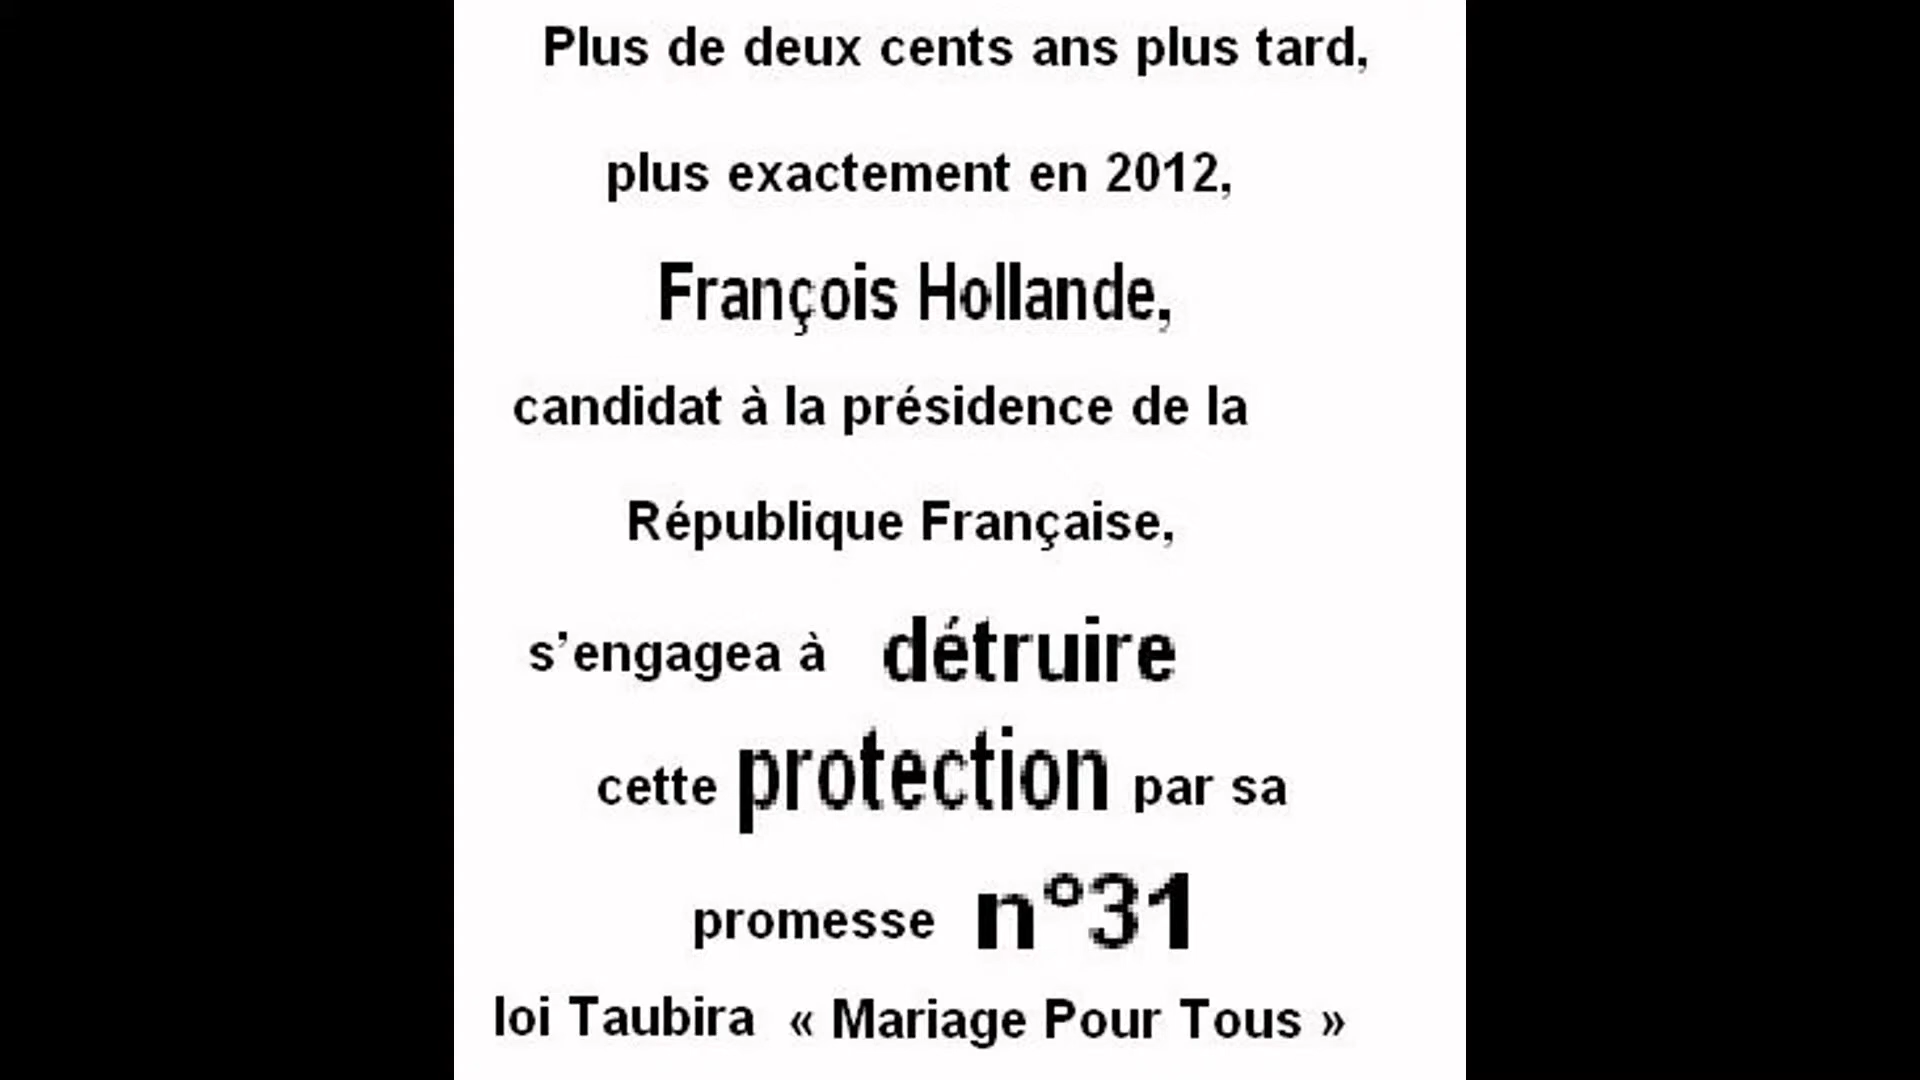 Plus de deux cents ans plus tard,
plus exactement en 2012,
François Hollande,
candidat à la présidence de la
République Française,
s’engagea à détruire
cette protection par sa
promesse n°31
loi Taubira « Mariage Pour Tous »